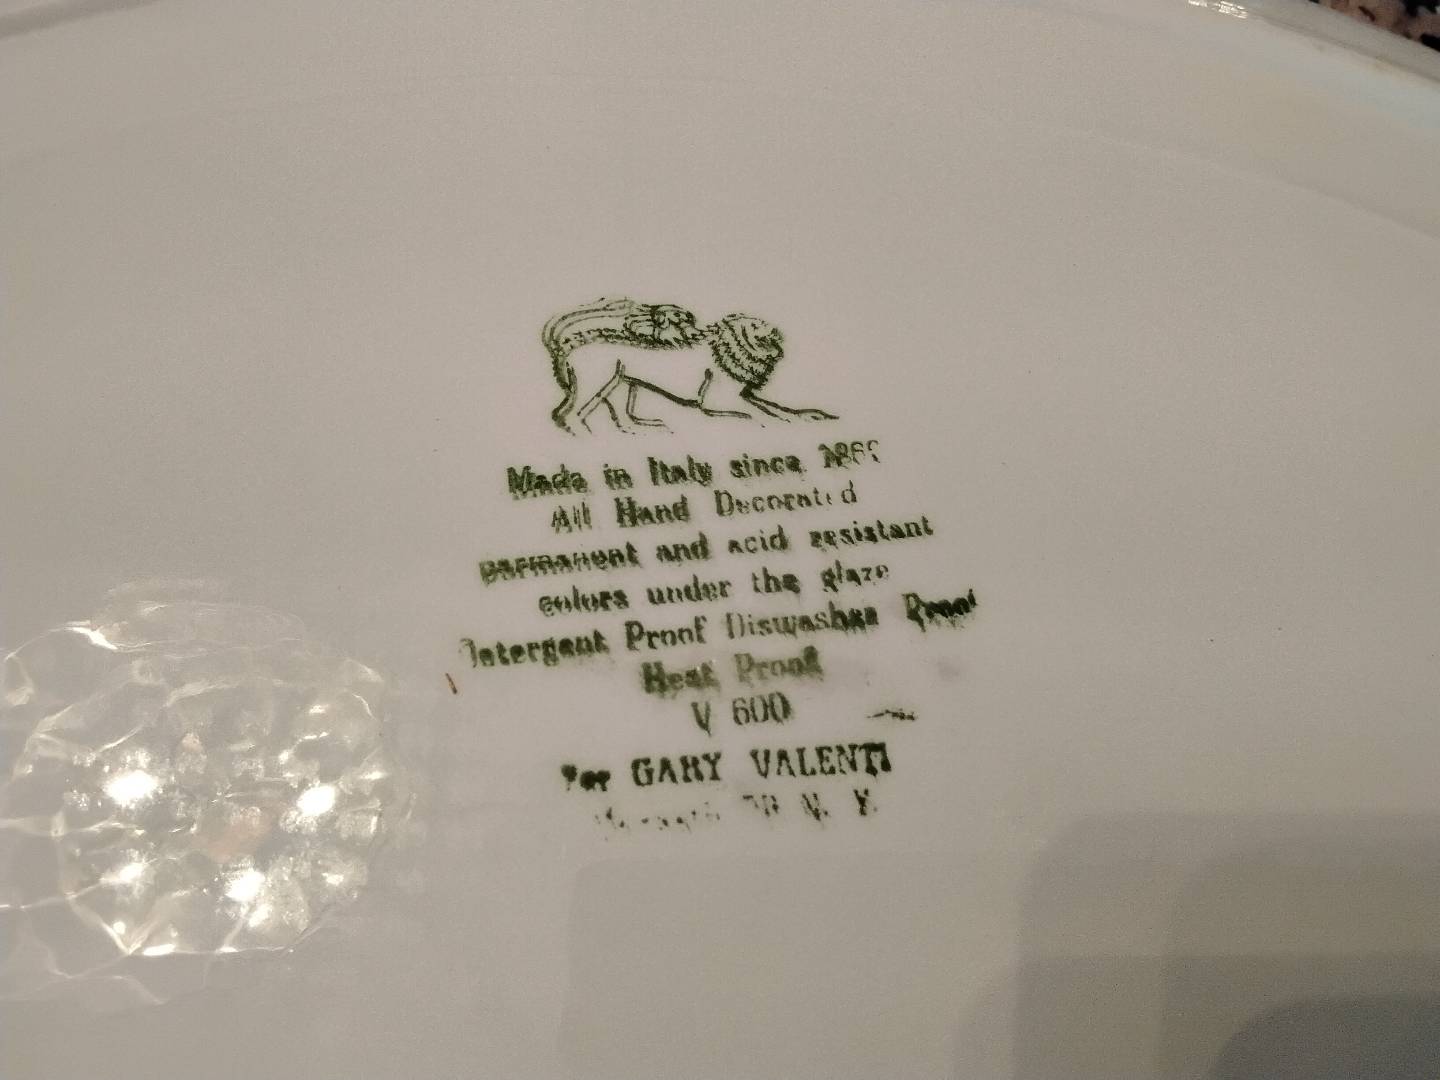 Made in Italy since
All Hand Decorated
permanent and acid resistant
colors under the glaze
Detergent Proof Diswasher Proof
Heat Proof
V 600
For GARY VALENTI
N. Y.